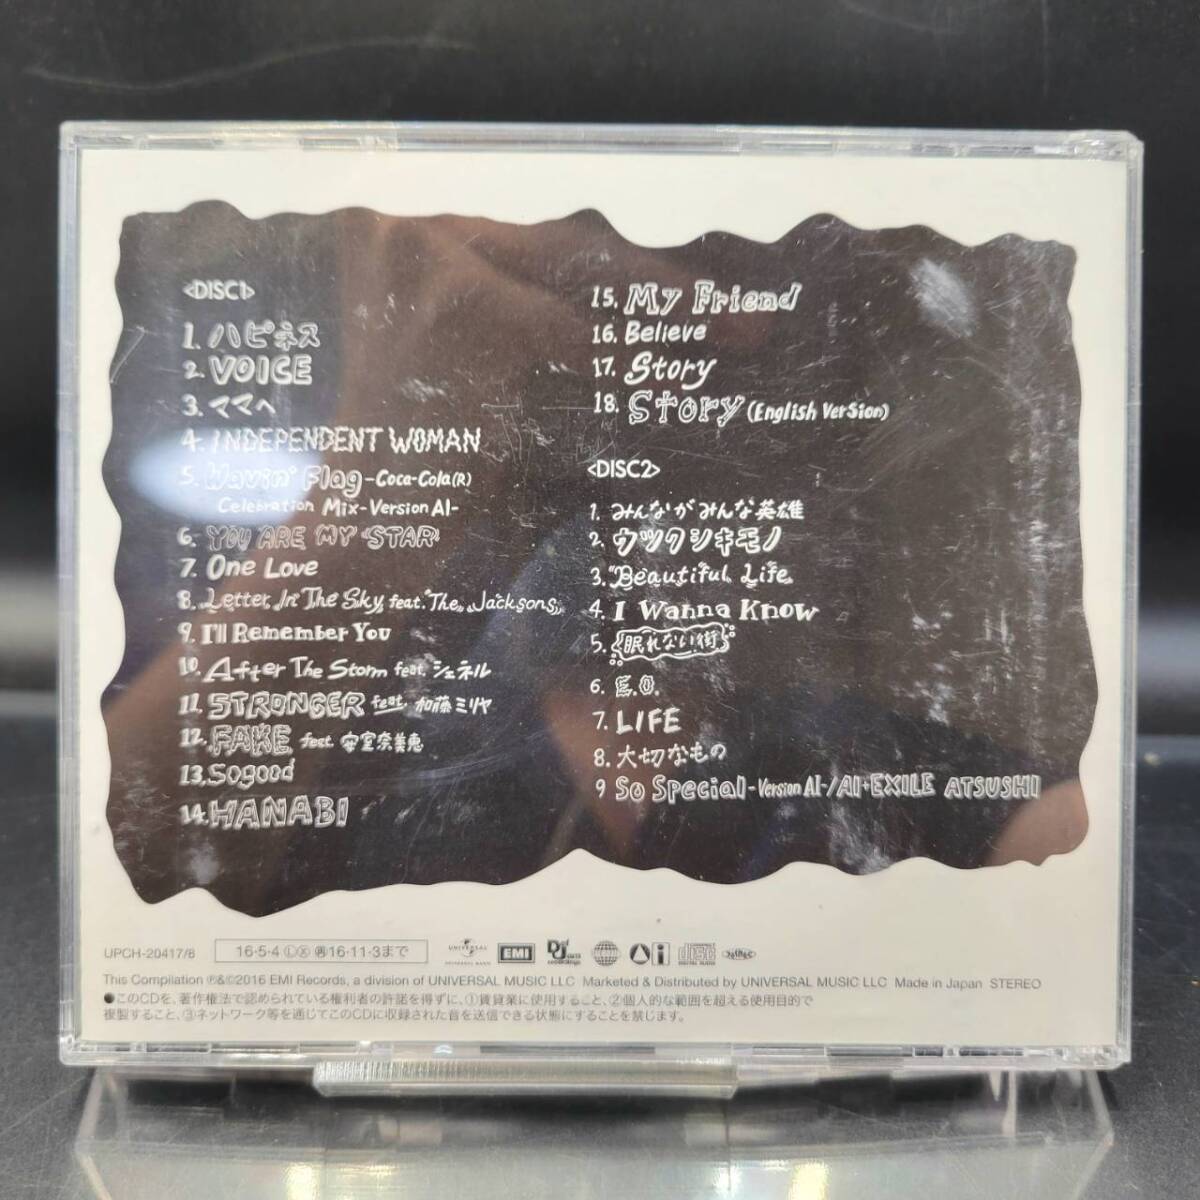 <DISC1>
1. ハピネス
2. VOICE
3. ママへ
4. INDEPENDENT WOMAN
5. Wavin' Flag -Coca-Cola(R)
Celebration Mix-Version AI-
6. YOU ARE MY STAR
7. One Love
8. Letter In The Sky feat. The Jacksons
9. I'll Remember You
10. After The Storm feat. シェネル
11. STRONGER feat. 加藤ミリヤ
12. FAKE feat. 安室奈美恵
13. Sogood
14. HANABI
15. My Friend
16. Believe
17. Story
18. Story (English Version)
<DISC2>
1. みんながみんな英雄
2. ウツクシキモノ
3. Beautiful Life
4. I Wanna Know
5. 眠れない街
6. E.O.
7. LIFE
8. 大切なもの
9 So Special -Version AI-/AI+EXILE ATSUSHI
UPCH-20417/8 16·5·4 Ⓛ Ⓧ ㊐16·11·3まで UNIVERSAL EMI Def Jam recordings Ai disc
This Compilation ℗&©2016 EMI Records, a division of UNIVERSAL MUSIC LLC Marketed & Distributed by UNIVERSAL MUSIC LLC Made in Japan STEREO
●このCDを、著作権法で認められている権利者の許諾を得ずに、①賃貸業に使用すること、②個人的な範囲を超える使用目的で
複製すること、③ネットワーク等を通じてこのCDに収録された音を送信できる状態にすることを禁じます。